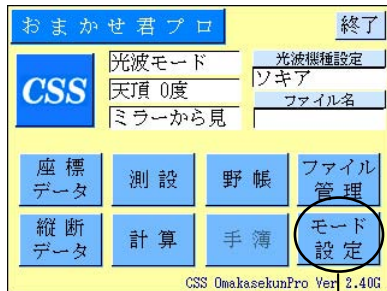 おまかせ君プロ
終了
CSS
光波モード
天頂 0度
ミラーから見
光波機種設定
ソキア
ファイル名
座標
データ
測設
野帳
ファイル
管理
縦断
データ
計算
手簿
モード
設定
CSS OmakasekunPro Ver 2.40G